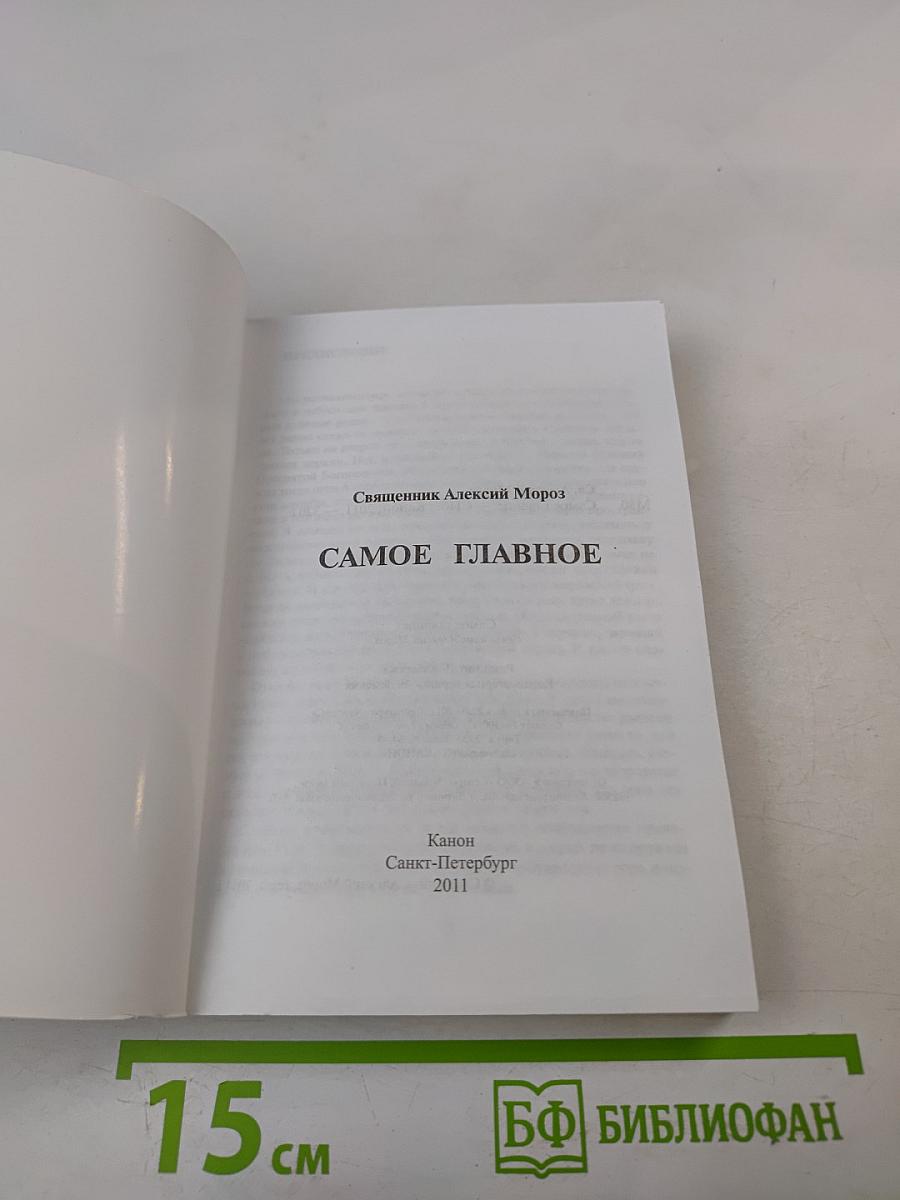 Священник Алексий Мороз
САМОЕ ГЛАВНОЕ
Канон
Санкт-Петербург
2011
15 см
БФ БИБЛИОФАН